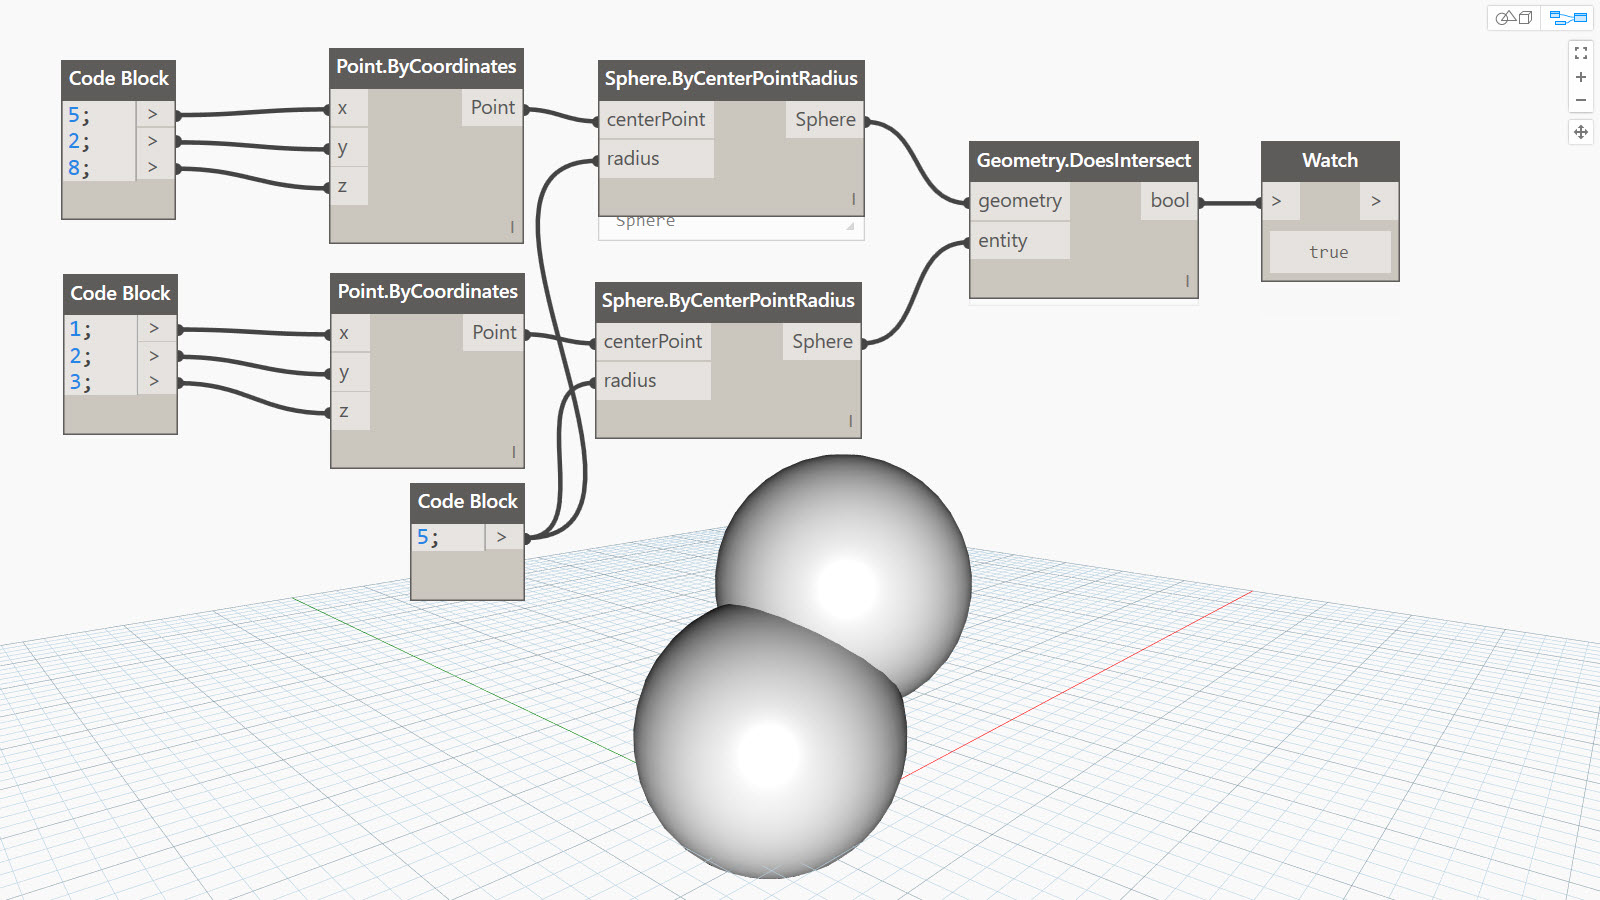 Code Block
5; >
2; >
8; >
Point.ByCoordinates
x Point
y
z
l
Sphere.ByCenterPointRadius
centerPoint Sphere
radius
l
Sphere
Geometry.DoesIntersect
geometry bool
entity
l
Watch
> >
true
Code Block
1; >
2; >
3; >
Point.ByCoordinates
x Point
y
z
l
Sphere.ByCenterPointRadius
centerPoint Sphere
radius
l
Code Block
5; >